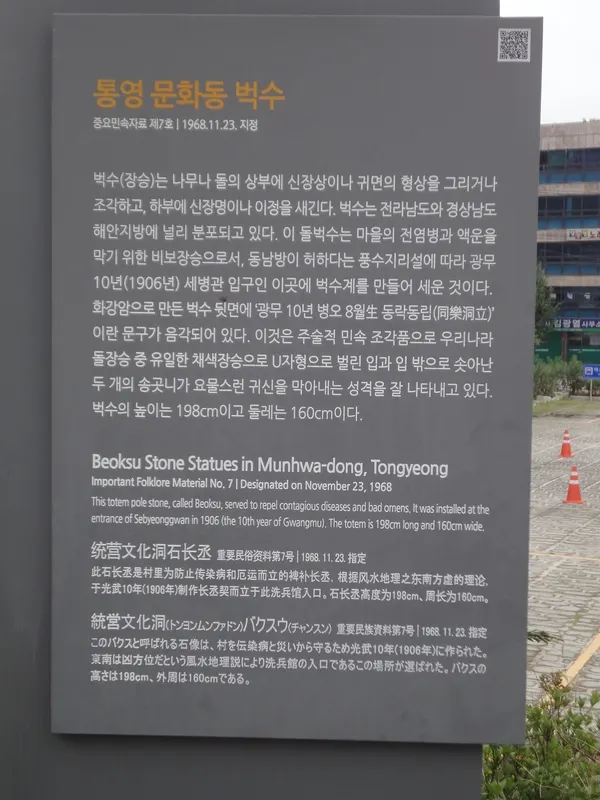 통영 문화동 벅수
중요민속자료 제7호 | 1968.11.23. 지정
벅수(장승)는 나무나 돌의 상부에 신장상이나 귀면의 형상을 그리거나
조각하고, 하부에 신장명이나 이정을 새긴다. 벅수는 전라남도와 경상남도
해안지방에 널리 분포되고 있다. 이 돌벅수는 마을의 전염병과 액운을
막기 위한 비보장승으로서, 동남방이 허하다는 풍수지리설에 따라 광무
10년(1906년) 세병관 입구인 이곳에 벅수계를 만들어 세운 것이다.
화강암으로 만든 벅수 뒷면에 '광무 10년 병오 8월生 동락동립(同樂洞立)'
이란 문구가 음각되어 있다. 이것은 주술적 민속 조각품으로 우리나라
돌장승 중 유일한 채색장승으로 U자형으로 벌린 입과 입 밖으로 솟아난
두 개의 송곳니가 요물스런 귀신을 막아내는 성격을 잘 나타내고 있다.
벅수의 높이는 198cm이고 둘레는 160cm이다.
Beoksu Stone Statues in Munhwa-dong, Tongyeong
Important Folklore Material No. 7 | Designated on November 23, 1968
This totem pole stone, called Beoksu, served to repel contagious diseases and bad omens. It was installed at the
entrance of Sebyeonggwan in 1906 (the 10th year of Gwangmu). The totem is 198cm long and 160cm wide.
统营文化洞石长丞 重要民俗资料第7号 | 1968. 11. 23. 指定
此石长丞是村里为防止传染病和厄运而立的裨补长丞. 根据风水地理之东南方虚的理论,
于光武10年(1906年)制作长丞契而立于此洗兵馆入口。石长丞高度为198cm、周长为160cm。
統営文化洞(トンヨンムンファドン)バクスウ(チャンスン) 重要民族資料第7号 | 1968. 11. 23. 指定
このバクスと呼ばれる石像は、村を伝染病と災いから守るため光武10年(1906年)に作られた。
東南は凶方位だという風水地理説により洗兵館の入口であるこの場所が選ばれた。バクスの
高さは198cm、外周は160cmである。